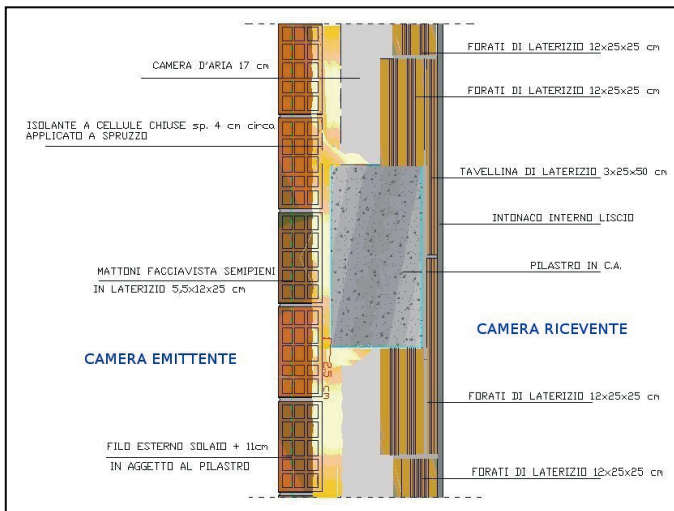 FORATI DI LATERIZIO 12x25x25 cm
CAMERA D'ARIA 17 cm
FORATI DI LATERIZIO 12x25x25 cm
ISOLANTE A CELLULE CHIUSE sp. 4 cm circa
APPLICATO A SPRUZZO
TAVELLINA DI LATERIZIO 3x25x50 cm
INTONACO INTERNO LISCIO
MATTONI FACCIAVISTA SEMIPIENI
IN LATERIZIO 5,5x12x25 cm
PILASTRO IN C.A.
CAMERA RICEVENTE
CAMERA EMITTENTE
2.5 cm
FORATI DI LATERIZIO 12x25x25 cm
FILO ESTERNO SOLAIO + 11cm
IN AGGETTO AL PILASTRO
FORATI DI LATERIZIO 12x25x25 cm